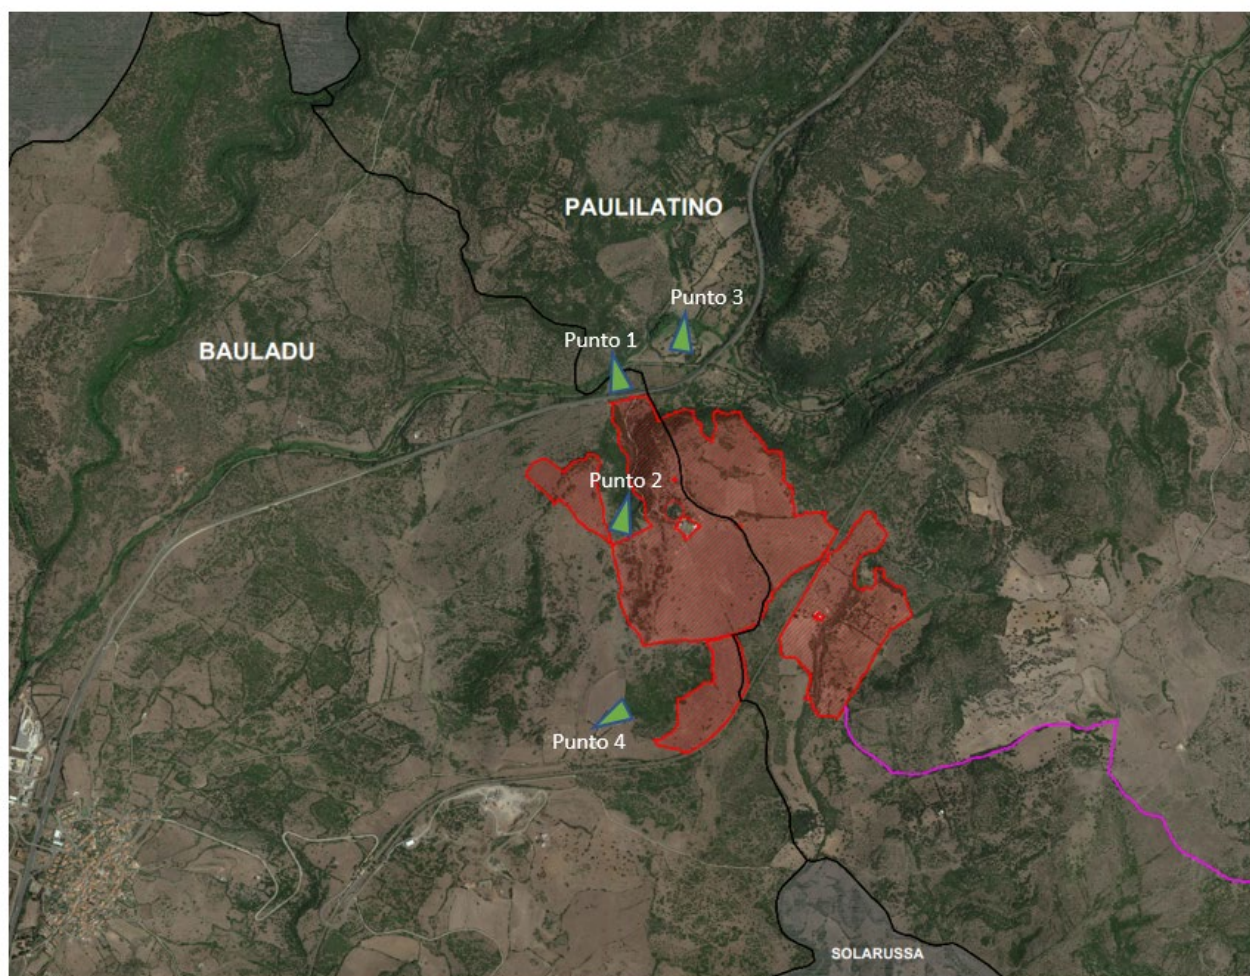 PAULILATINO
Punto 3
Punto 1
BAULADU
Punto 2
Punto 4
SOLARUSSA